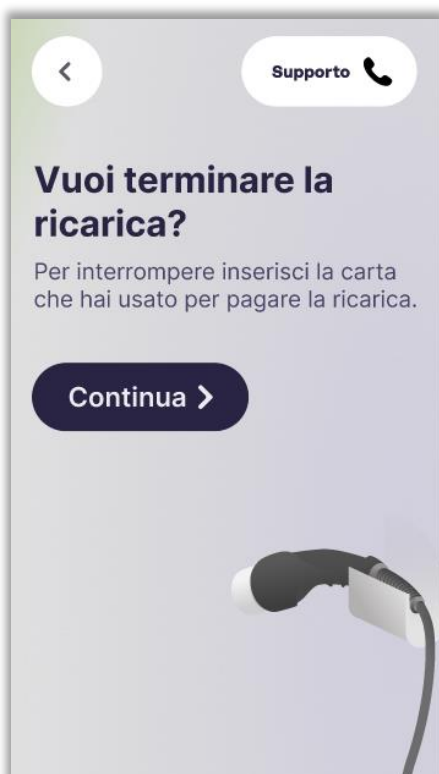 Supporto
Vuoi terminare la
ricarica?
Per interrompere inserisci la carta
che hai usato per pagare la ricarica.
Continua